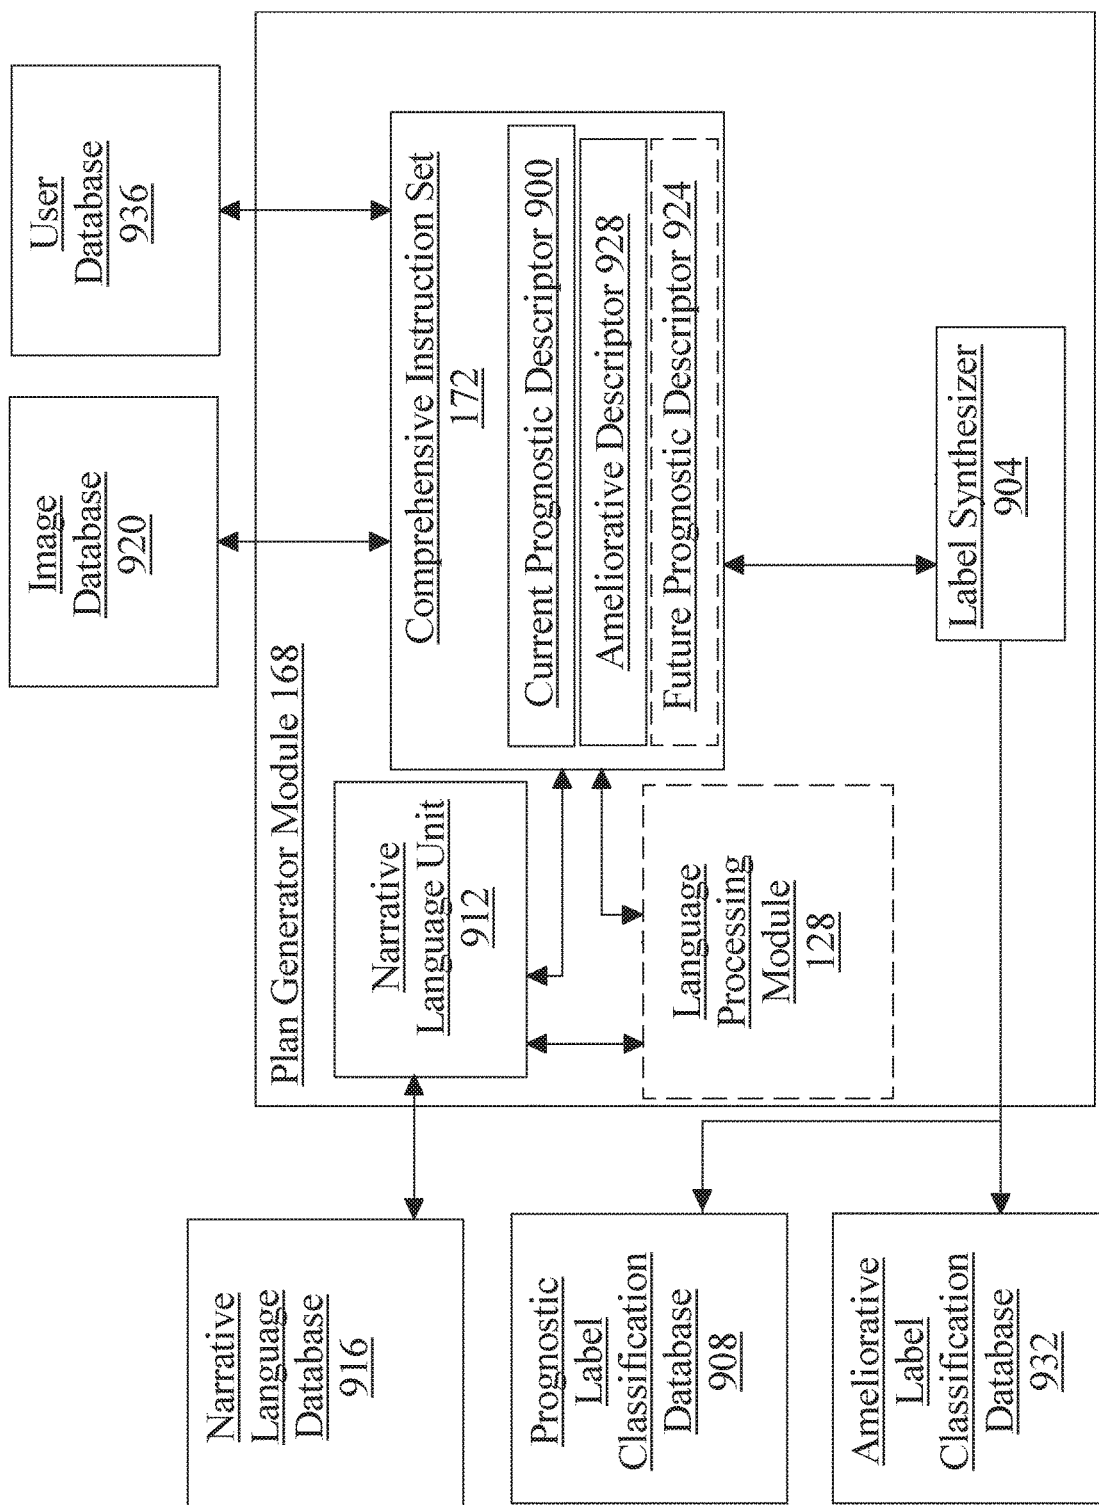 User
Database
936
Image
Database
920
Plan Generator Module 168
Comprehensive Instruction Set
172
Current Prognostic Descriptor 900
Ameliorative Descriptor 928
Future Prognostic Descriptor 924
Narrative
Language Unit
912
Language
Processing
Module
128
Label Synthesizer
904
Narrative
Language
Database
916
Prognostic
Label
Classification
Database
908
Ameliorative
Label
Classification
Database
932